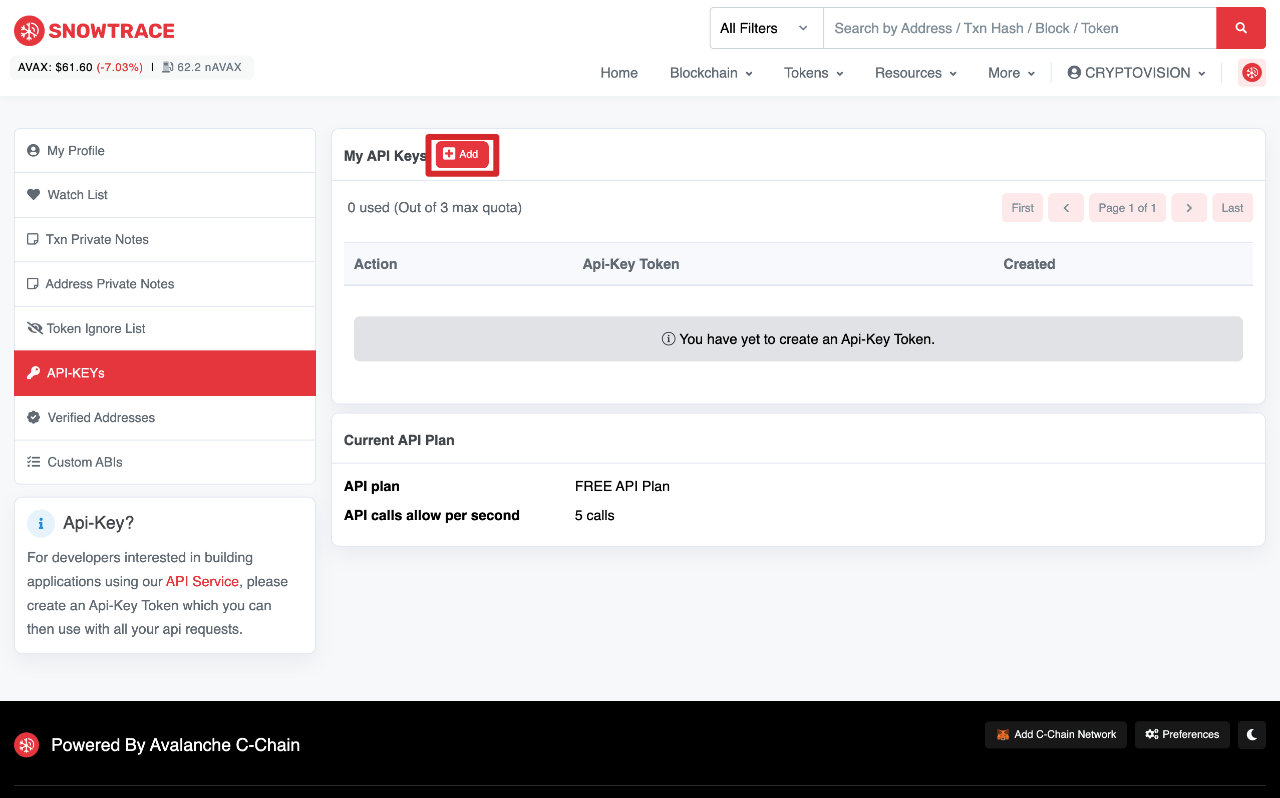 SNOWTRACE
All Filters
Search by Address / Txn Hash / Block / Token
AVAX: $61.60 (-7.03%) | 62.2 nAVAX
Home Blockchain Tokens Resources More CRYPTOVISION
My Profile
Watch List
Txn Private Notes
Address Private Notes
Token Ignore List
API-KEYs
Verified Addresses
Custom ABIs
Api-Key?
For developers interested in building
applications using our API Service, please
create an Api-Key Token which you can
then use with all your api requests.
My API Keys Add
0 used (Out of 3 max quota)
First Page 1 of 1 Last
Action Api-Key Token Created
You have yet to create an Api-Key Token.
Current API Plan
API plan FREE API Plan
API calls allow per second 5 calls
Powered By Avalanche C-Chain
Add C-Chain Network Preferences